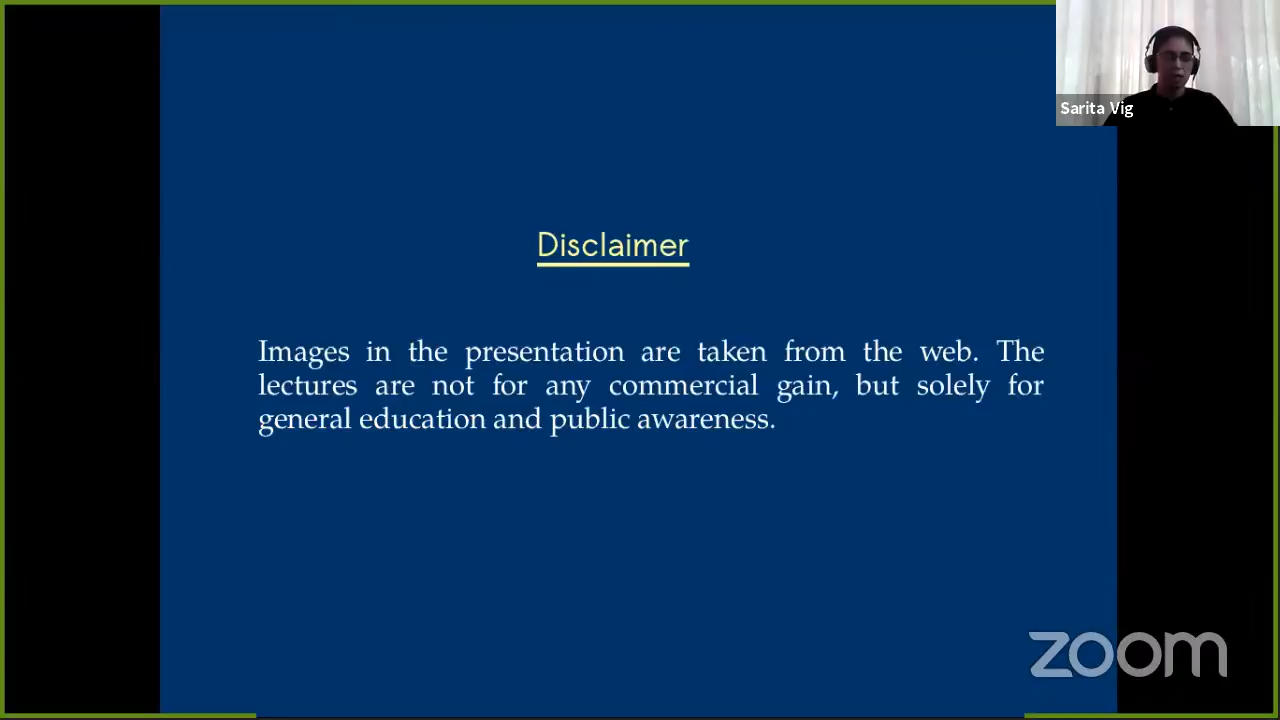 Sarita Vig
Disclaimer
Images in the presentation are taken from the web. The
lectures are not for any commercial gain, but solely for
general education and public awareness.
zoom